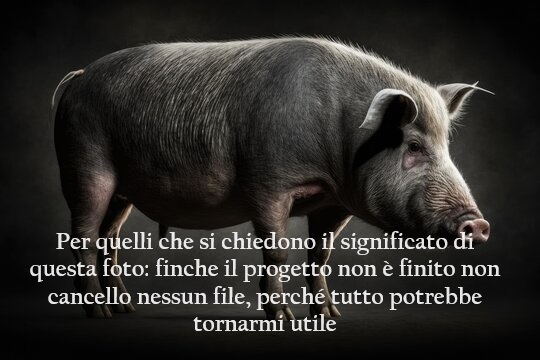 Per quelli che si chiedono il significato di
questa foto: finche il progetto non è finito non
cancello nessun file, perché tutto potrebbe
tornarmi utile